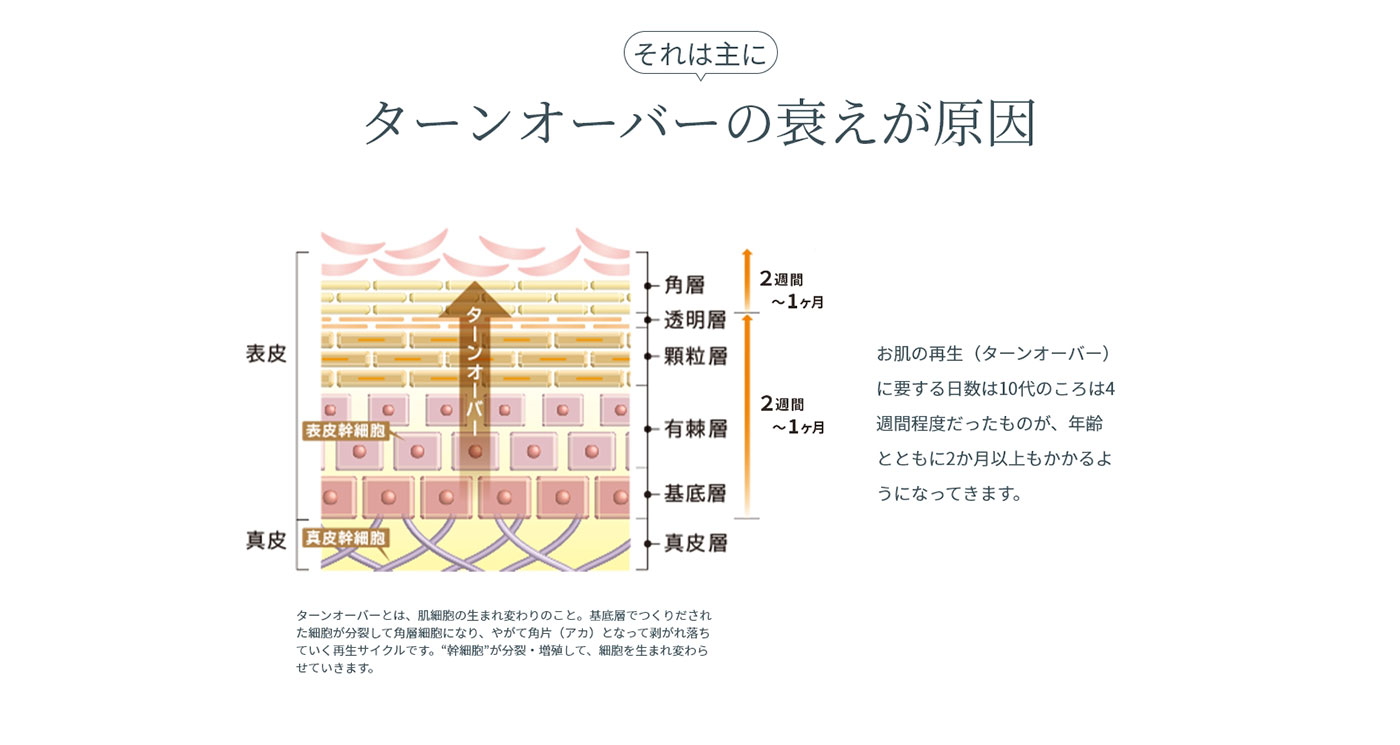 それは主に
ターンオーバーの衰えが原因
表皮
真皮
ターンオーバー
表皮幹細胞
真皮幹細胞
角層
透明層
顆粒層
有棘層
基底層
真皮層
2週間
～1ヶ月
2週間
～1ヶ月
お肌の再生（ターンオーバー）
に要する日数は10代のころは4
週間程度だったものが、年齢
とともに2か月以上もかかるよ
うになってきます。
ターンオーバーとは、肌細胞の生まれ変わりのこと。基底層でつくりだされ
た細胞が分裂して角層細胞になり、やがて角片（アカ）となって剥がれ落ち
ていく再生サイクルです。“幹細胞”が分裂・増殖して、細胞を生まれ変わら
せていきます。